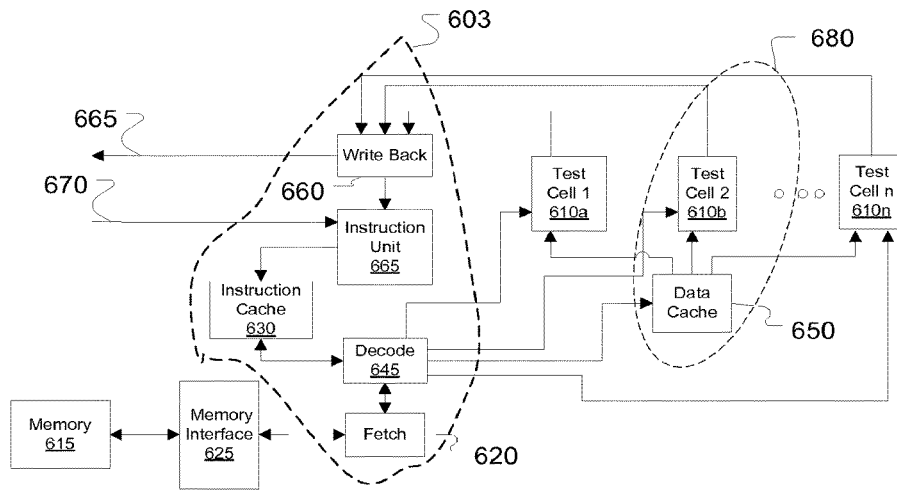 603
680
665
670
Write Back
660
Test
Cell 1
610a
Test
Cell 2
610b
Test
Cell n
610n
Instruction
Unit
665
Instruction
Cache
630
Data
Cache
650
Decode
645
Memory
615
Memory
Interface
625
Fetch
620